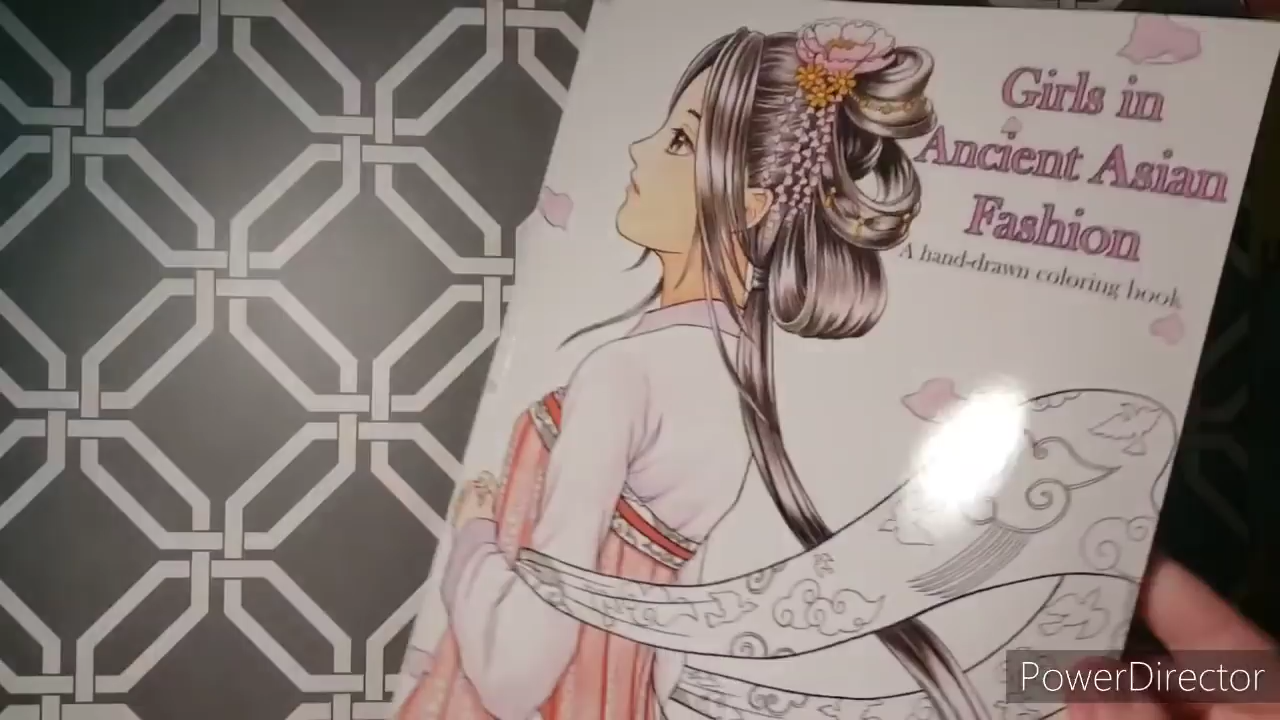 Girls in
Ancient Asian
Fashion
A hand-drawn coloring book
PowerDirector